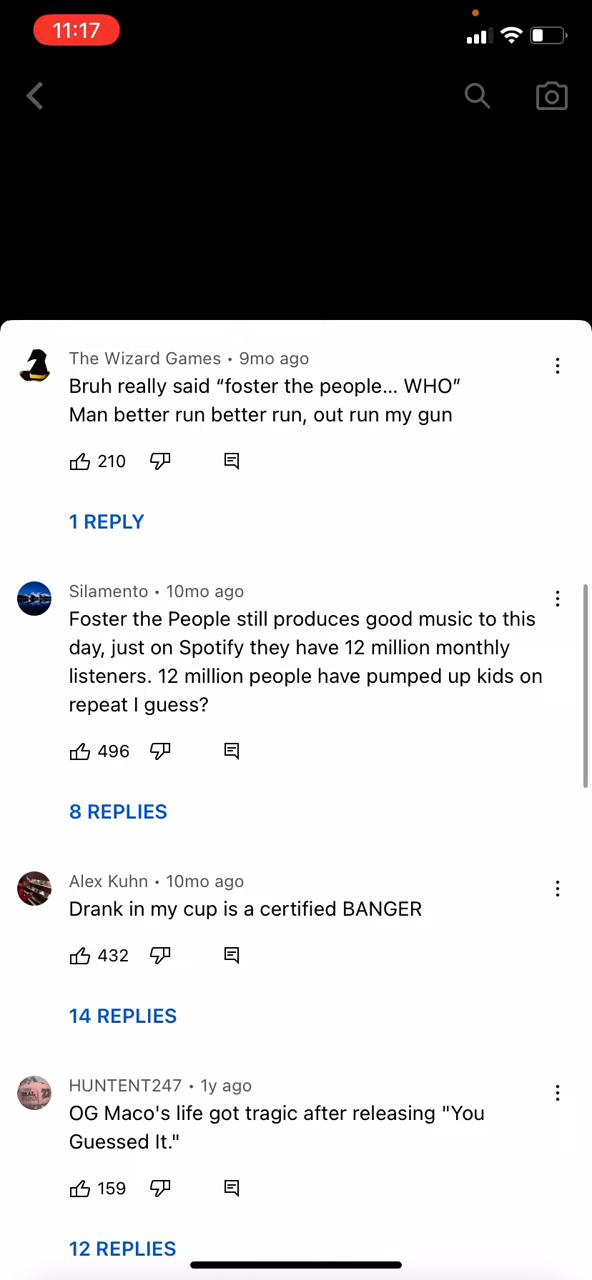 11:17
The Wizard Games • 9mo ago
Bruh really said “foster the people... WHO”
Man better run better run, out run my gun
210
1 REPLY
Silamento • 10mo ago
Foster the People still produces good music to this
day, just on Spotify they have 12 million monthly
listeners. 12 million people have pumped up kids on
repeat I guess?
496
8 REPLIES
Alex Kuhn • 10mo ago
Drank in my cup is a certified BANGER
432
14 REPLIES
HUNTENT247 • 1y ago
OG Maco's life got tragic after releasing "You
Guessed It."
159
12 REPLIES